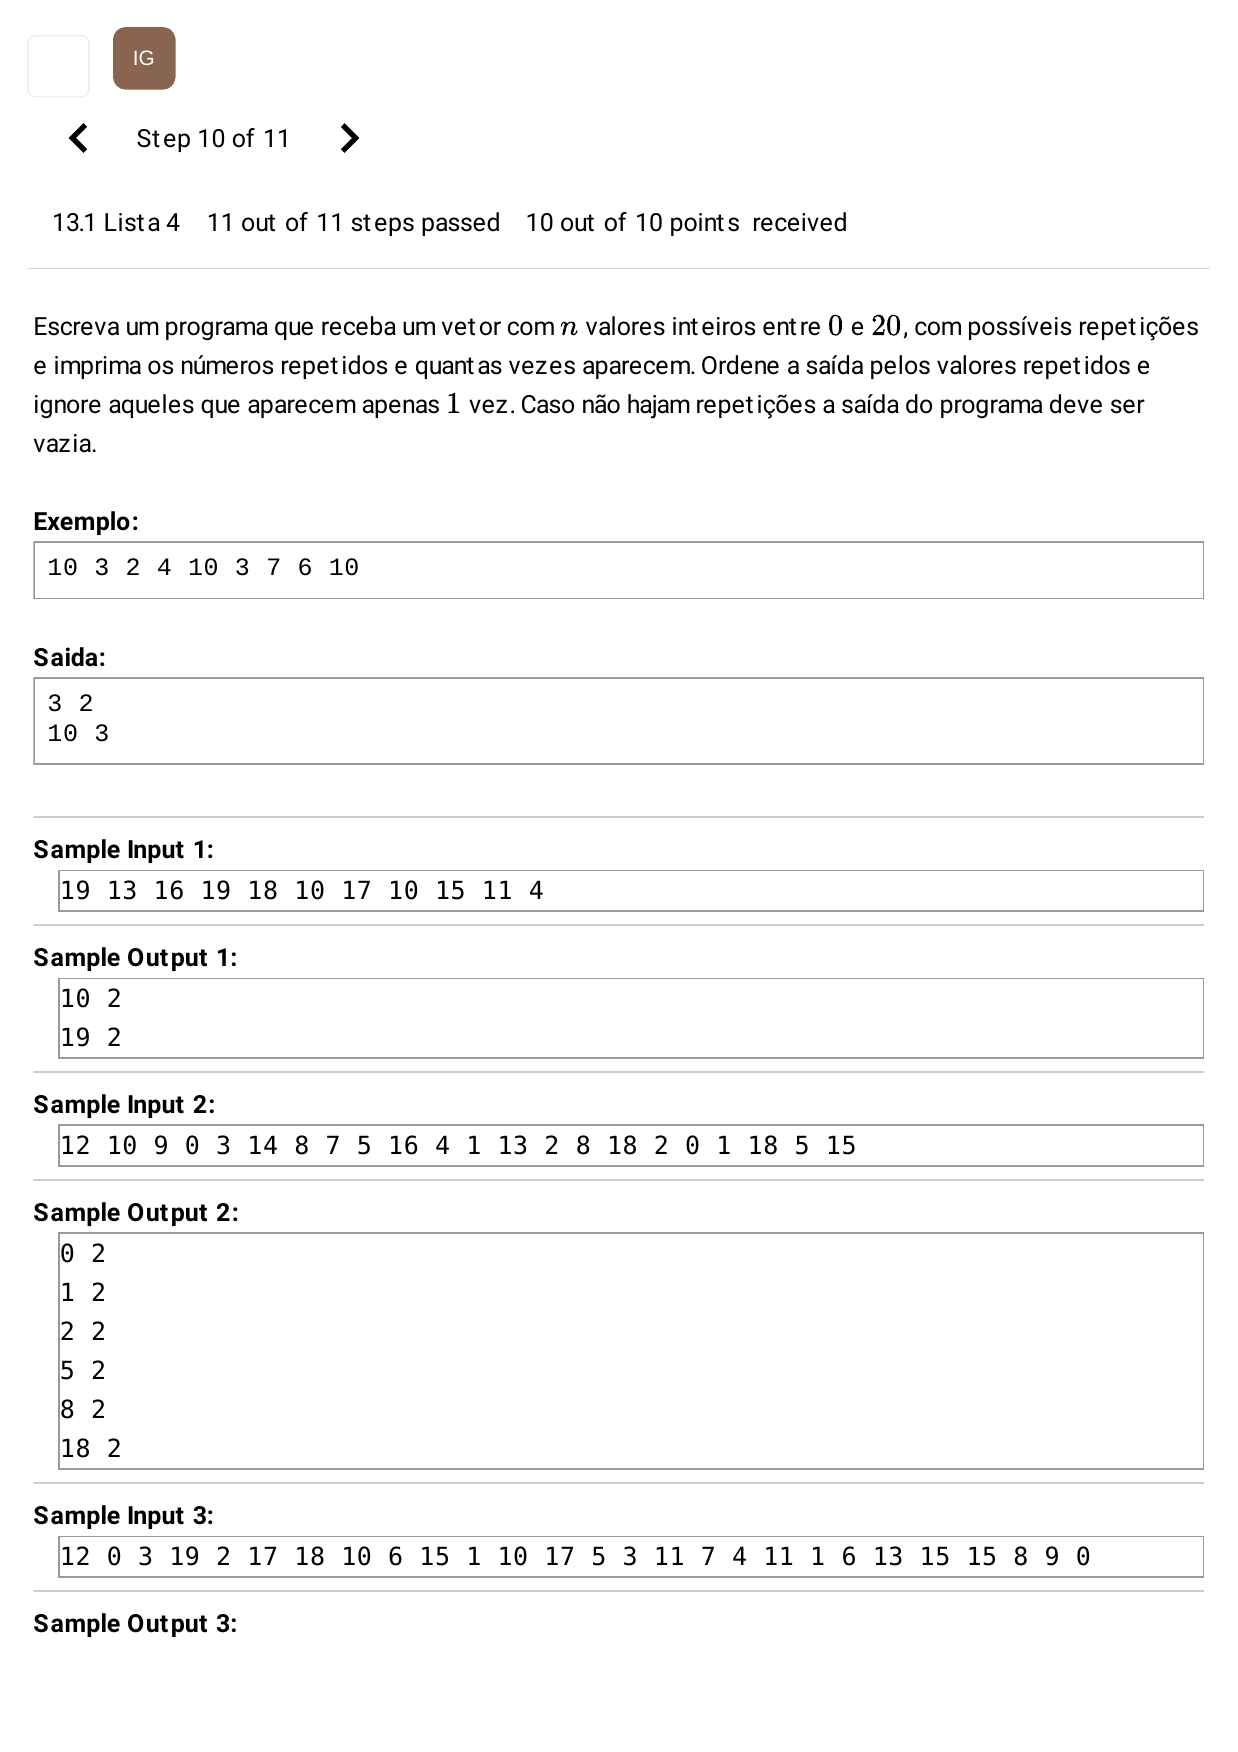 IG
Step 10 of 11
13.1 Lista 4 11 out of 11 steps passed 10 out of 10 points received
Escreva um programa que receba um vetor com n valores inteiros entre 0 e 20, com possíveis repetições
e imprima os números repetidos e quantas vezes aparecem. Ordene a saída pelos valores repetidos e
ignore aqueles que aparecem apenas 1 vez. Caso não hajam repetições a saída do programa deve ser
vazia.
Exemplo:
10 3 2 4 10 3 7 6 10
Saida:
3 2
10 3
Sample Input 1:
19 13 16 19 18 10 17 10 15 11 4
Sample Output 1:
10 2
19 2
Sample Input 2:
12 10 9 0 3 14 8 7 5 16 4 1 13 2 8 18 2 0 1 18 5 15
Sample Output 2:
0 2
1 2
2 2
5 2
8 2
18 2
Sample Input 3:
12 0 3 19 2 17 18 10 6 15 1 10 17 5 3 11 7 4 11 1 6 13 15 15 8 9 0
Sample Output 3: